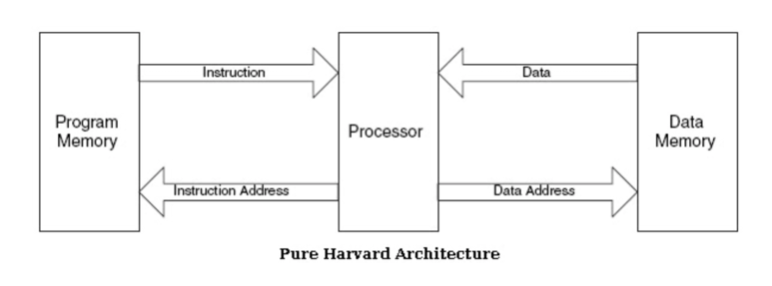 Instruction
Data
Program
Memory
Processor
Data
Memory
Instruction Address
Data Address
Pure Harvard Architecture